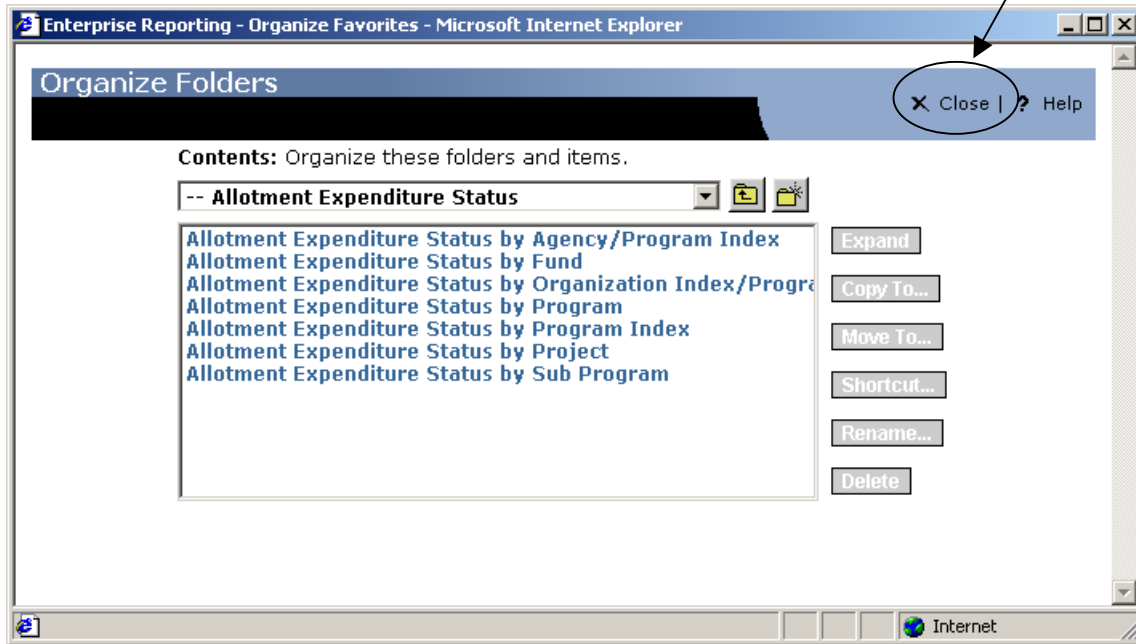 Enterprise Reporting - Organize Favorites - Microsoft Internet Explorer
Organize Folders
X Close | ? Help
Contents: Organize these folders and items.
-- Allotment Expenditure Status
Allotment Expenditure Status by Agency/Program Index
Allotment Expenditure Status by Fund
Allotment Expenditure Status by Organization Index/Progra
Allotment Expenditure Status by Program
Allotment Expenditure Status by Program Index
Allotment Expenditure Status by Project
Allotment Expenditure Status by Sub Program
Expand
Copy To...
Move To...
Shortcut...
Rename...
Delete
Internet